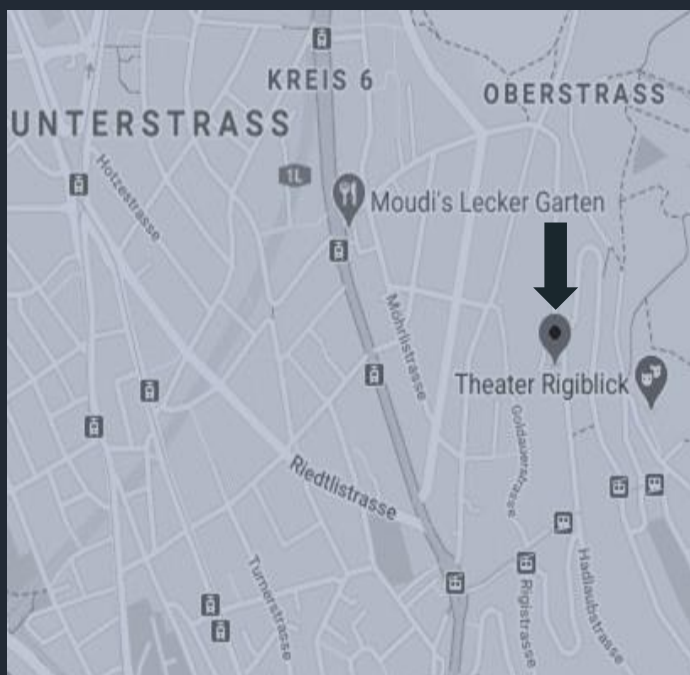 KREIS 6
OBERSTRASS
UNTERSTRASS
Hotzestrasse
1L
Moudi's Lecker Garten
Möhrlistrasse
Theater Rigiblick
Goldauerstrasse
Riedtlistrasse
Turnerstrasse
Rigistrasse
Hadlaubstrasse